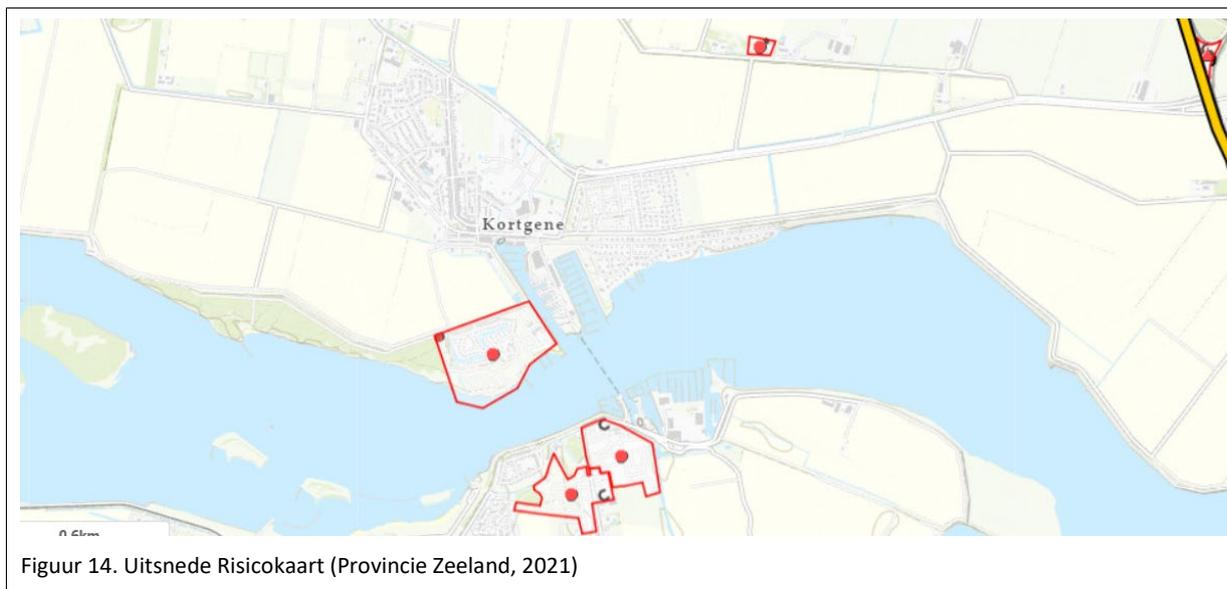 Kortgene
0.6km
Figuur 14. Uitsnede Risicokaart (Provincie Zeeland, 2021)